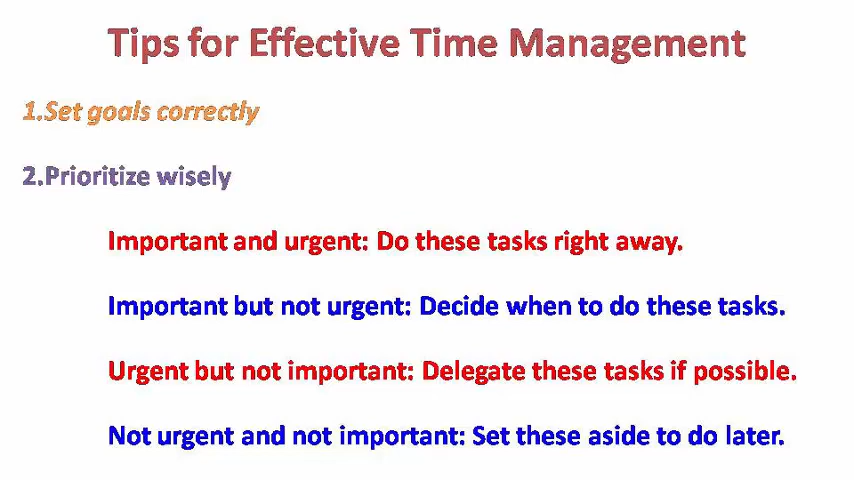 Tips for Effective Time Management
1.Set goals correctly
2.Prioritize wisely
Important and urgent: Do these tasks right away.
Important but not urgent: Decide when to do these tasks.
Urgent but not important: Delegate these tasks if possible.
Not urgent and not important: Set these aside to do later.